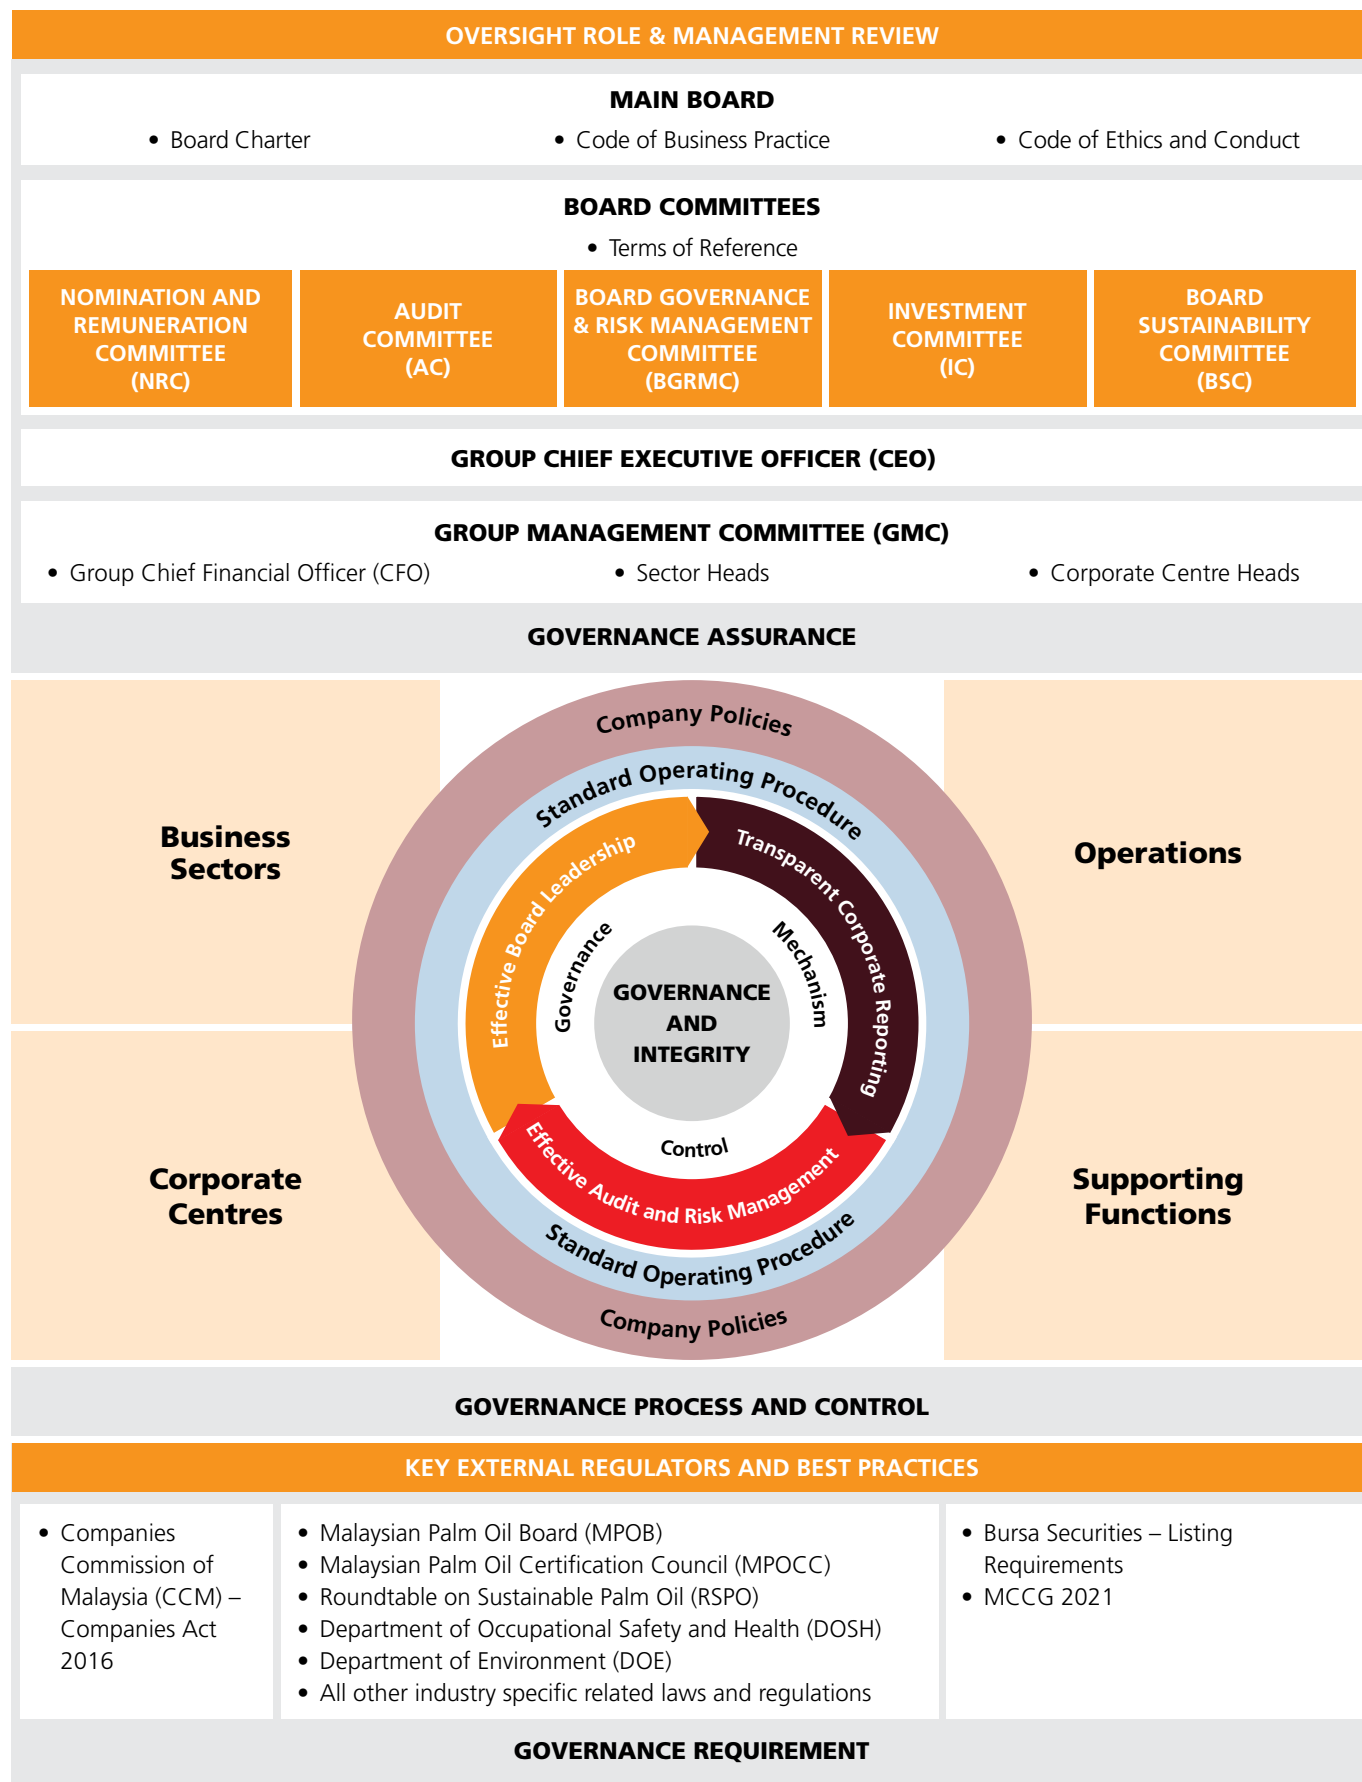 OVERSIGHT ROLE & MANAGEMENT REVIEW
MAIN BOARD
• Board Charter
• Code of Business Practice
• Code of Ethics and Conduct
BOARD COMMITTEES
• Terms of Reference
NOMINATION AND
REMUNERATION
COMMITTEE
(NRC)
AUDIT
COMMITTEE
(AC)
BOARD GOVERNANCE
& RISK MANAGEMENT
COMMITTEE
(BGRMC)
INVESTMENT
COMMITTEE
(IC)
BOARD
SUSTAINABILITY
COMMITTEE
(BSC)
GROUP CHIEF EXECUTIVE OFFICER (CEO)
GROUP MANAGEMENT COMMITTEE (GMC)
• Group Chief Financial Officer (CFO)
• Sector Heads
• Corporate Centre Heads
GOVERNANCE ASSURANCE
Business
Sectors
Operations
Corporate
Centres
Supporting
Functions
Company Policies
Standard Operating Procedure
Effective Board Leadership
Transparent Corporate Reporting
Governance
Mechanism
GOVERNANCE
AND
INTEGRITY
Control
Effective Audit and Risk Management
Standard Operating Procedure
Company Policies
GOVERNANCE PROCESS AND CONTROL
KEY EXTERNAL REGULATORS AND BEST PRACTICES
• Companies
Commission of
Malaysia (CCM) –
Companies Act
2016
• Malaysian Palm Oil Board (MPOB)
• Malaysian Palm Oil Certification Council (MPOCC)
• Roundtable on Sustainable Palm Oil (RSPO)
• Department of Occupational Safety and Health (DOSH)
• Department of Environment (DOE)
• All other industry specific related laws and regulations
• Bursa Securities – Listing
Requirements
• MCCG 2021
GOVERNANCE REQUIREMENT